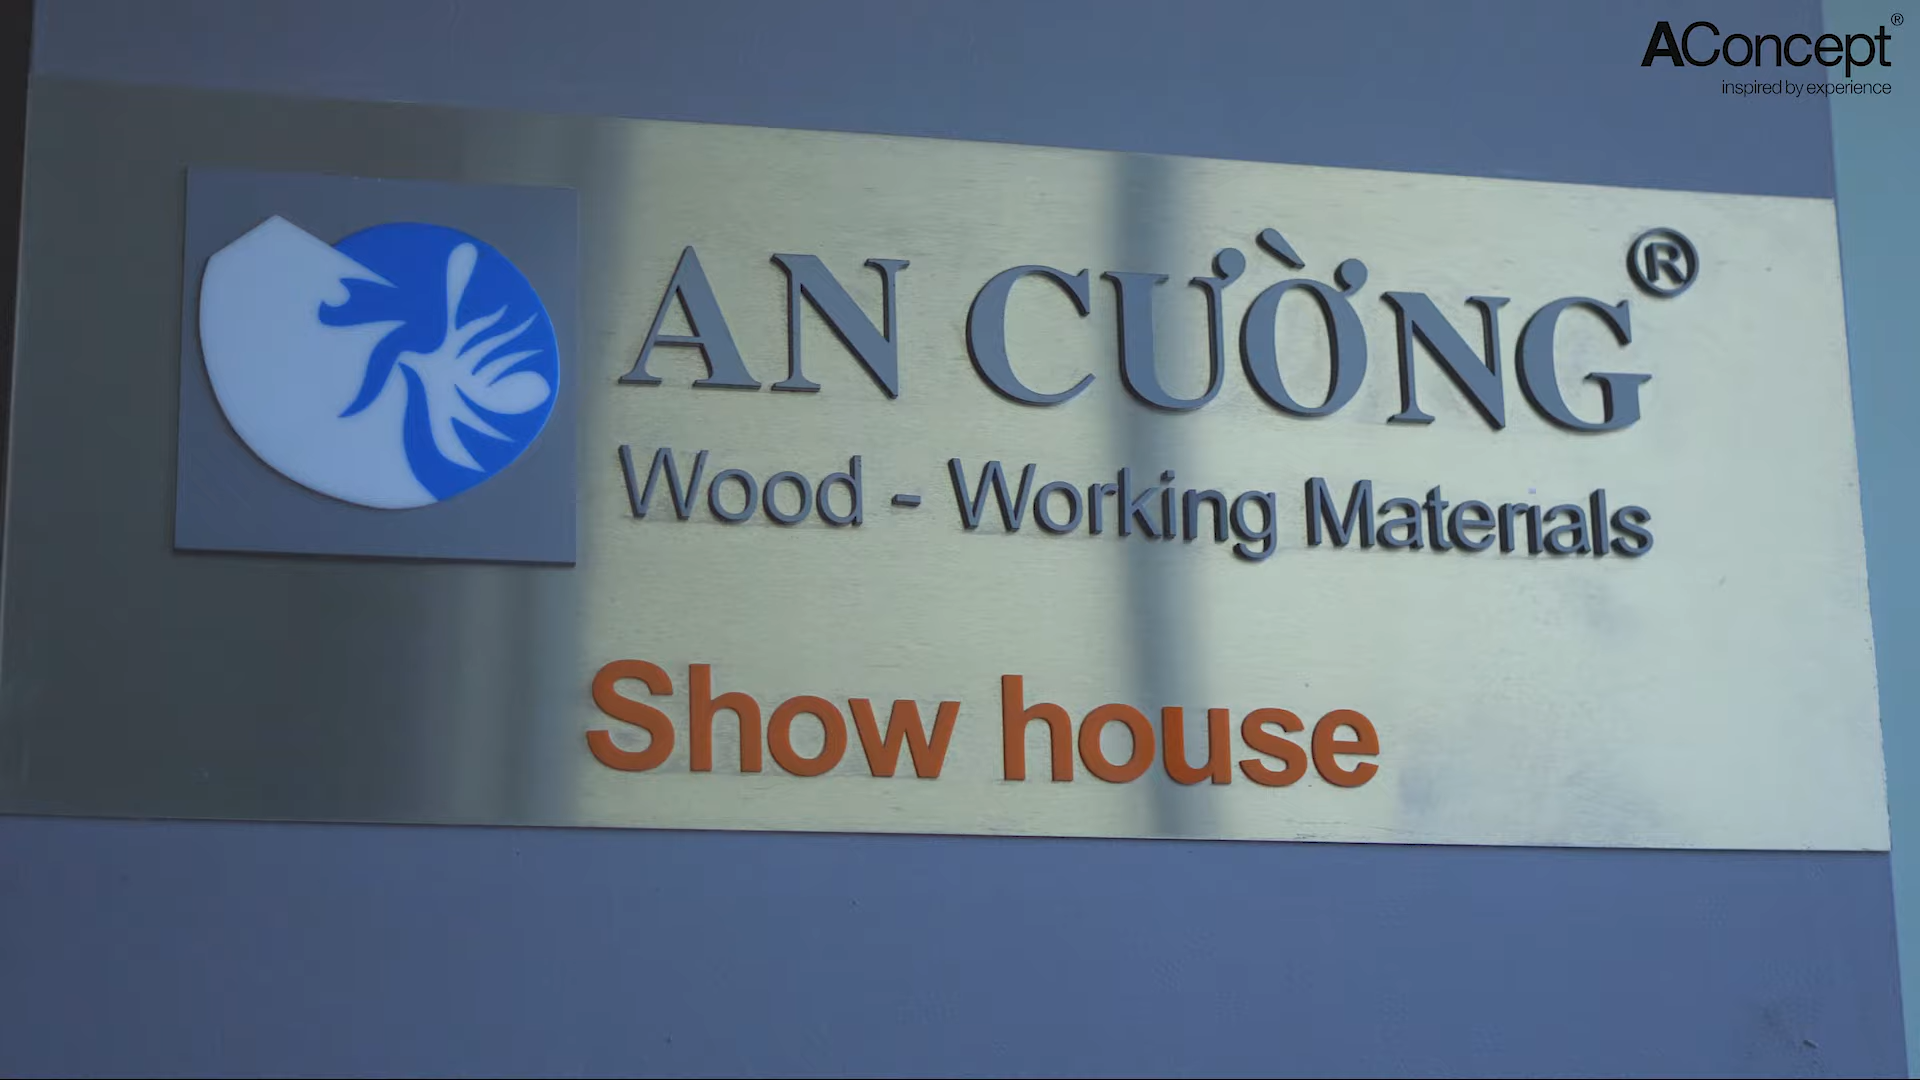 AConcept®
inspired by experience
AN CƯỜNG®
Wood - Working Materials
Show house